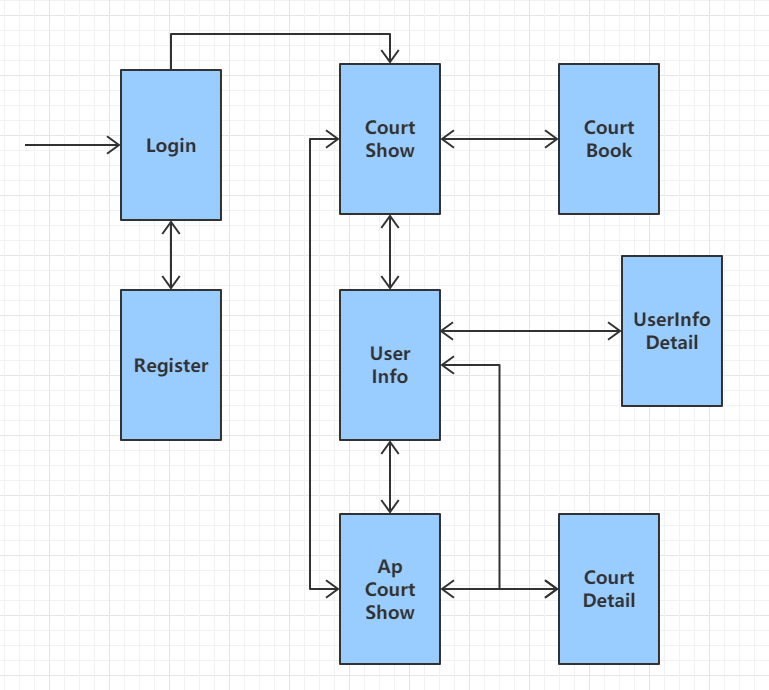 Login
Court
Show
Court
Book
Register
User
Info
UserInfo
Detail
Ap
Court
Show
Court
Detail